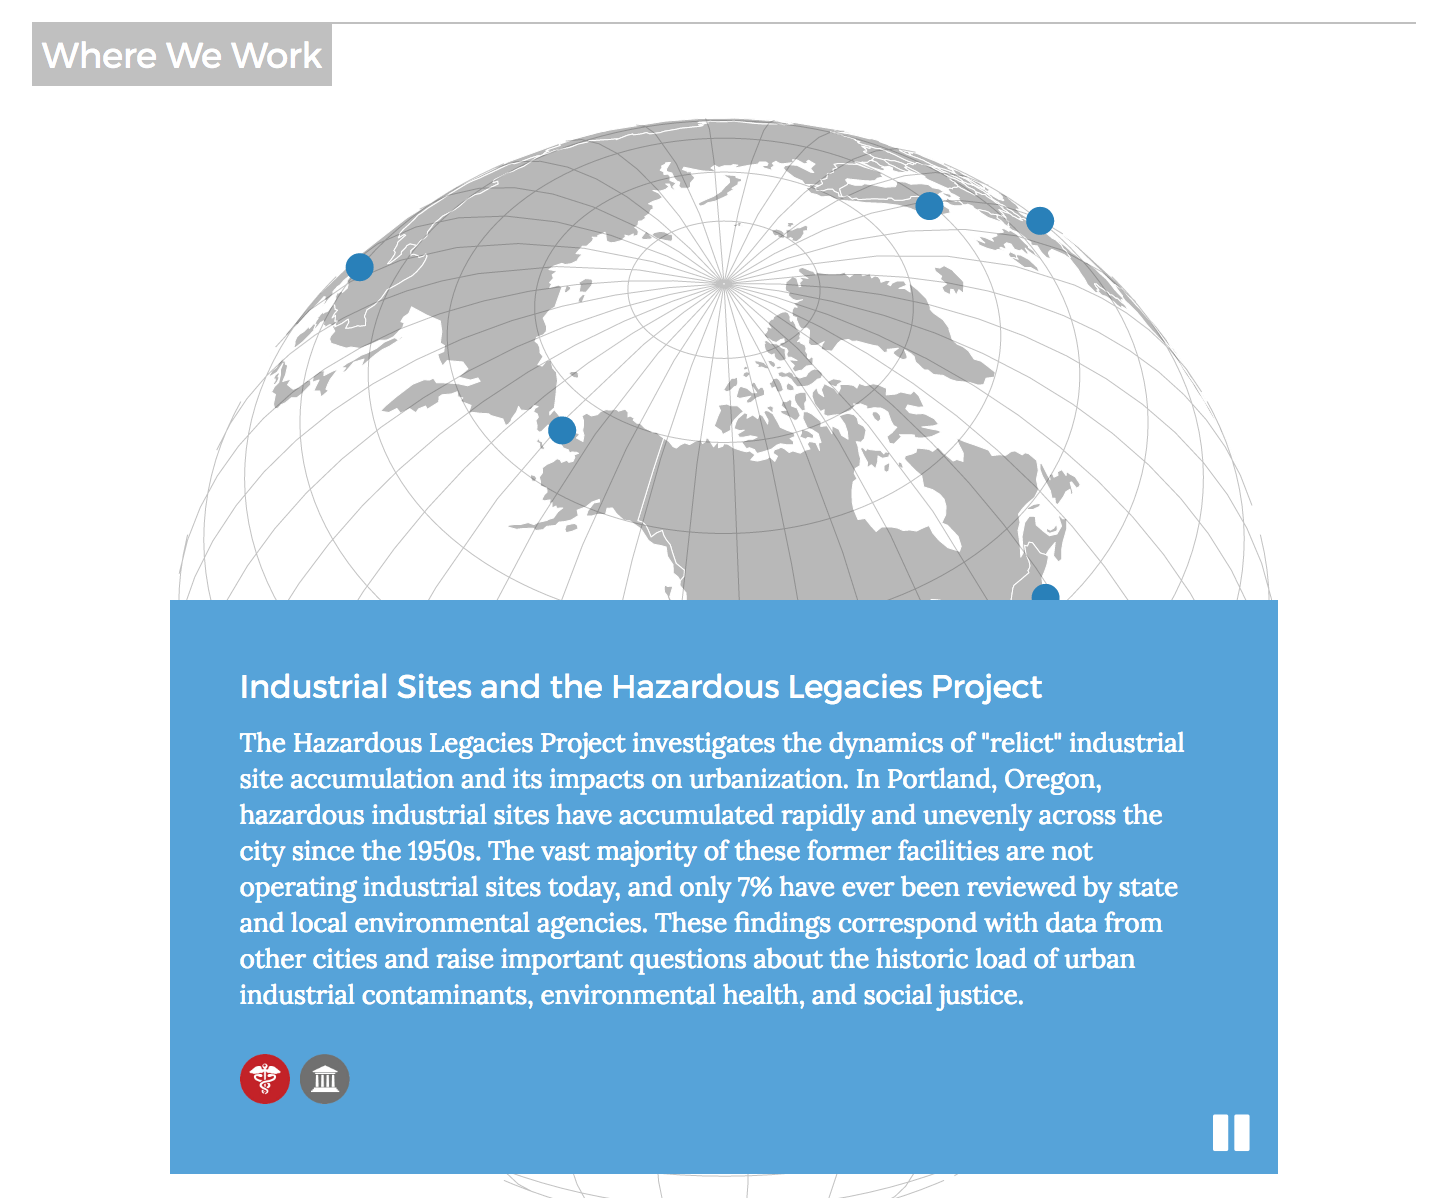 Where We Work
Industrial Sites and the Hazardous Legacies Project
The Hazardous Legacies Project investigates the dynamics of "relict" industrial
site accumulation and its impacts on urbanization. In Portland, Oregon,
hazardous industrial sites have accumulated rapidly and unevenly across the
city since the 1950s. The vast majority of these former facilities are not
operating industrial sites today, and only 7% have ever been reviewed by state
and local environmental agencies. These findings correspond with data from
other cities and raise important questions about the historic load of urban
industrial contaminants, environmental health, and social justice.